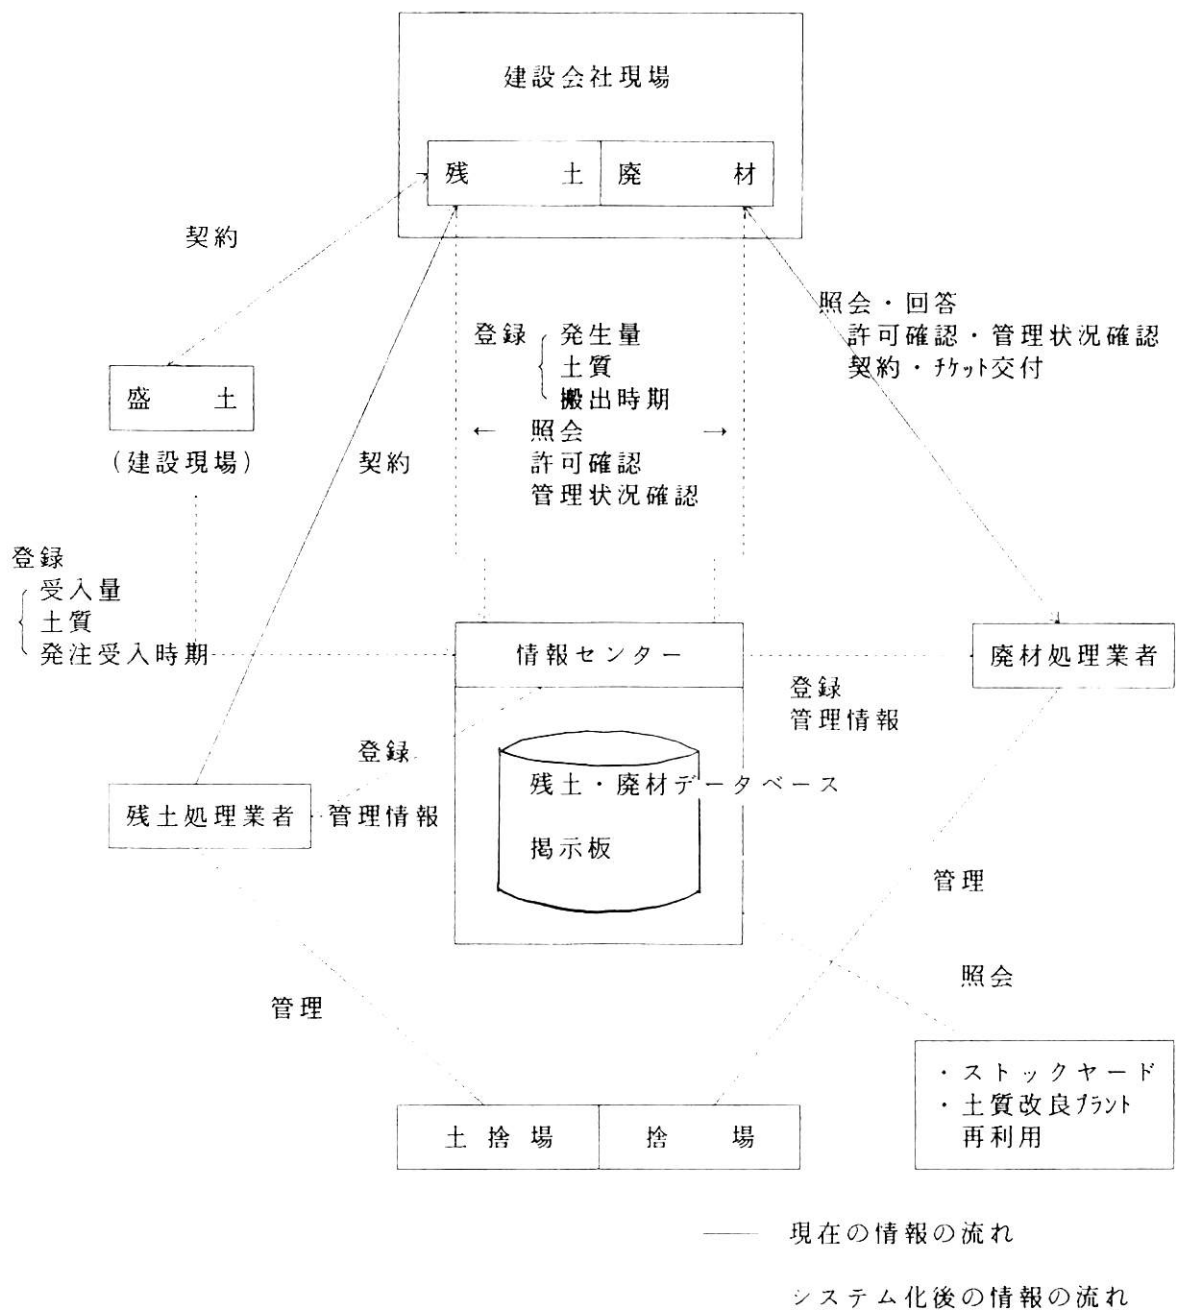 建設会社現場
残土 廃材
契約
照会・回答
許可確認・管理状況確認
契約・チケット交付
登録 発生量
土質
搬出時期
← 照会 →
許可確認
管理状況確認
盛土
(建設現場)
契約
登録
受入量
土質
発注受入時期
情報センター
廃材処理業者
登録
管理情報
登録
残土・廃材データベース
残土処理業者
管理情報
掲示板
管理
照会
管理
・ストックヤード
・土質改良プラント
再利用
土捨場 捨場
—— 現在の情報の流れ
システム化後の情報の流れ